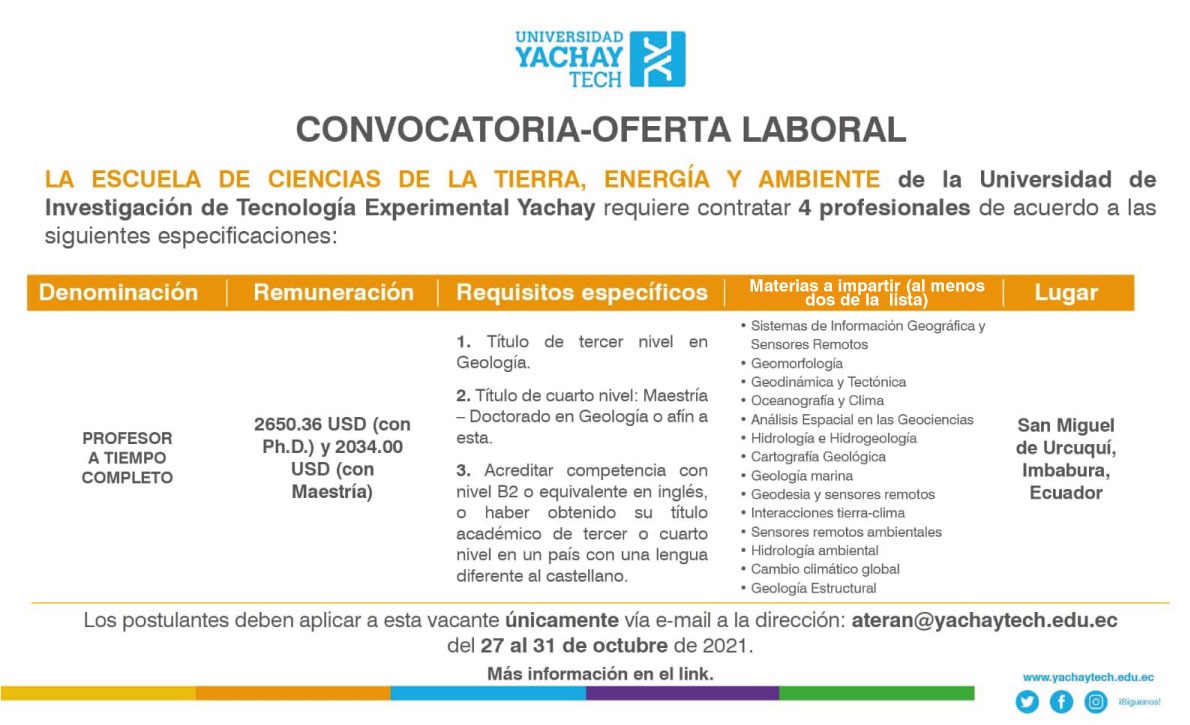 UNIVERSIDAD
YACHAY
TECH
CONVOCATORIA-OFERTA LABORAL
LA ESCUELA DE CIENCIAS DE LA TIERRA, ENERGÍA Y AMBIENTE de la Universidad de
Investigación de Tecnología Experimental Yachay requiere contratar 4 profesionales de acuerdo a las
siguientes especificaciones:
Denominación
Remuneración
Requisitos específicos
Materias a impartir (al menos
dos de la lista)
Lugar
PROFESOR
A TIEMPO
COMPLETO
2650.36 USD (con
Ph.D.) y 2034.00
USD (con
Maestría)
1. Título de tercer nivel en
Geología.
2. Título de cuarto nivel: Maestría
– Doctorado en Geología o afín a
esta.
3. Acreditar competencia con
nivel B2 o equivalente en inglés,
o haber obtenido su título
académico de tercer o cuarto
nivel en un país con una lengua
diferente al castellano.
• Sistemas de Información Geográfica y
Sensores Remotos
• Geomorfología
• Geodinámica y Tectónica
• Oceanografía y Clima
• Análisis Espacial en las Geociencias
• Hidrología e Hidrogeología
• Cartografía Geológica
• Geología marina
• Geodesia y sensores remotos
• Interacciones tierra-clima
• Sensores remotos ambientales
• Hidrología ambiental
• Cambio climático global
• Geología Estructural
San Miguel
de Urcuquí,
Imbabura,
Ecuador
Los postulantes deben aplicar a esta vacante únicamente vía e-mail a la dirección: ateran@yachaytech.edu.ec
del 27 al 31 de octubre de 2021.
Más información en el link.
www.yachaytech.edu.ec
¡Síguenos!